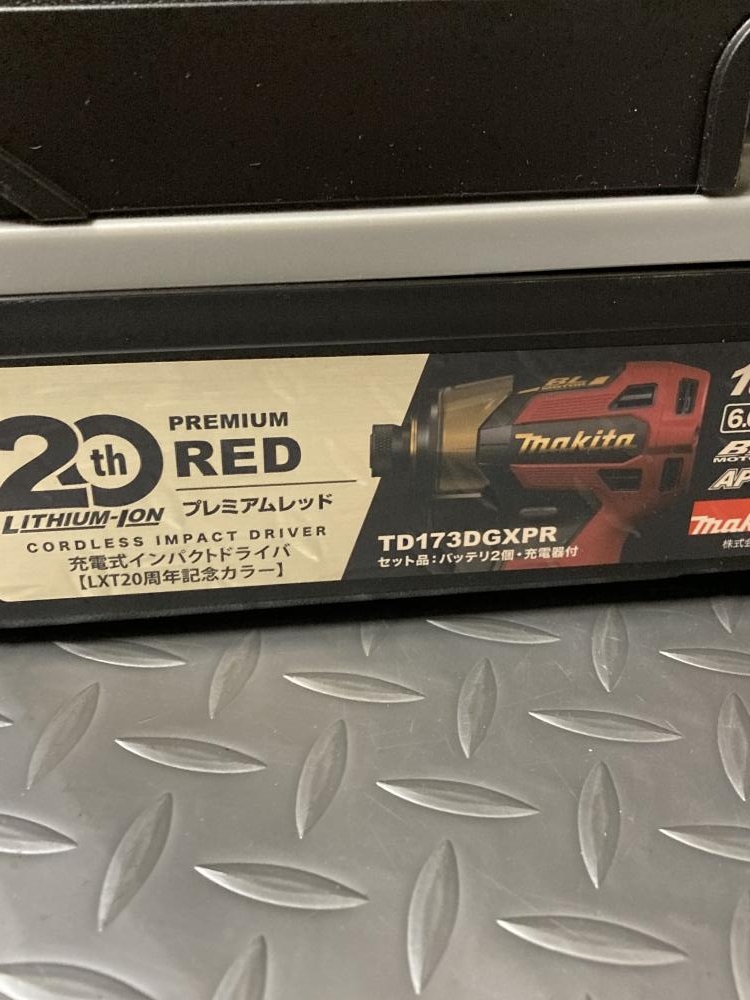 20th
LITHIUM-ION
PREMIUM
RED
プレミアムレッド
CORDLESS IMPACT DRIVER
充電式インパクトドライバ
【LXT20周年記念カラー】
BL
MOTOR
makita
TD173DGXPR
セット品：バッテリ2個・充電器付